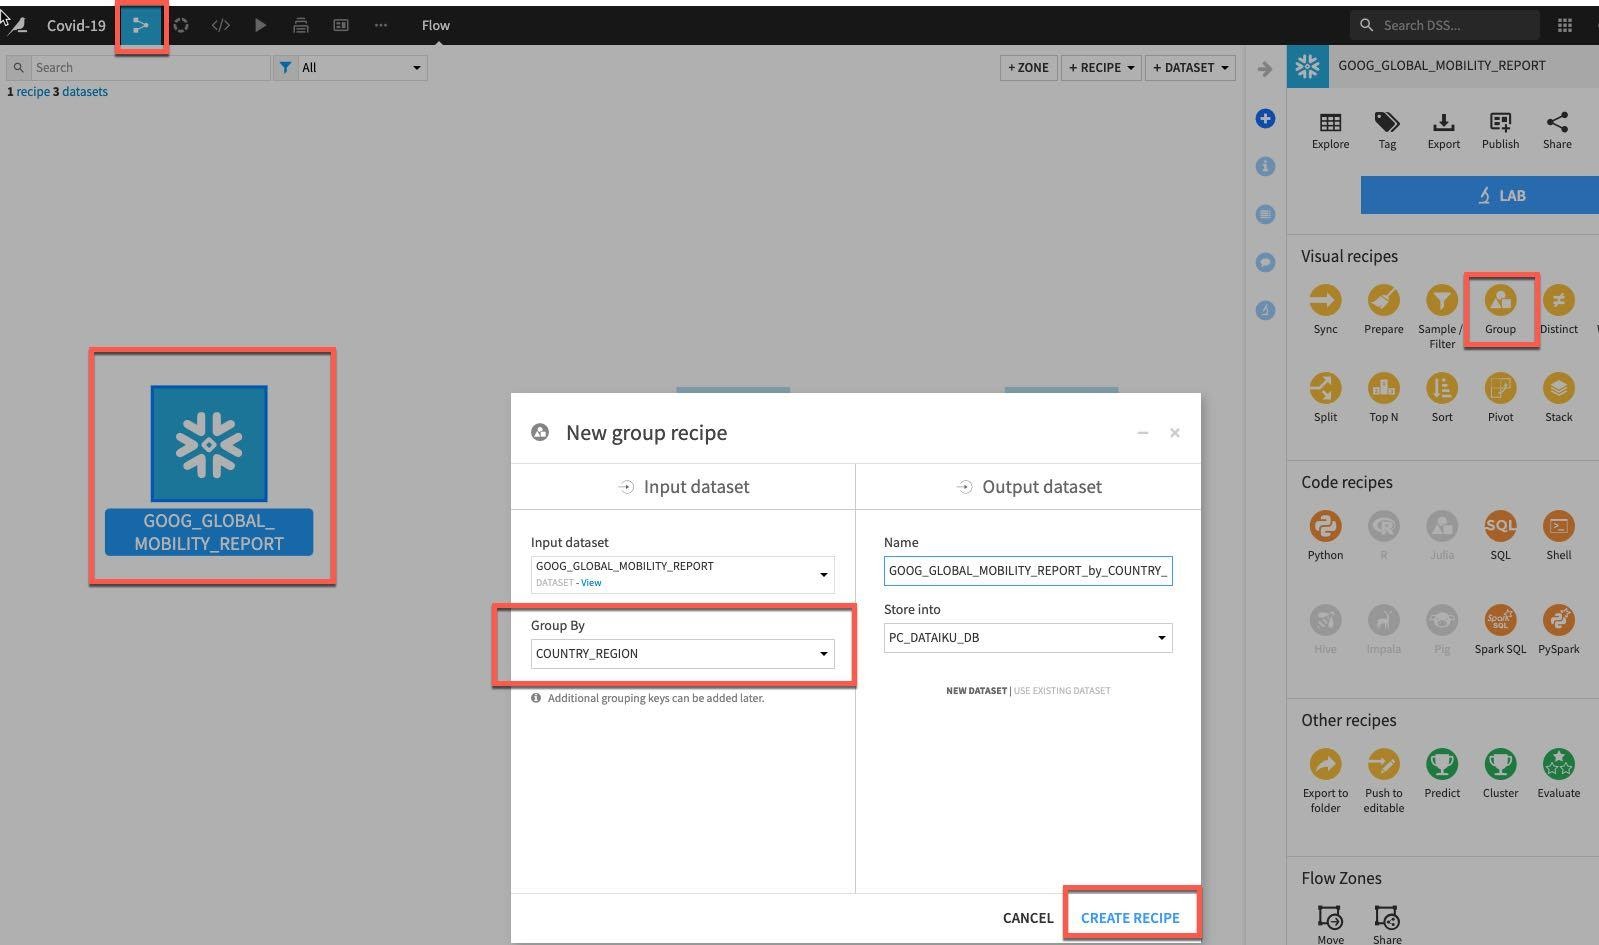 Covid-19
Flow
Search DSS...
Search
All
+ ZONE
+ RECIPE
+ DATASET
1 recipe 3 datasets
GOOG_GLOBAL_
MOBILITY_REPORT
New group recipe
Input dataset
Output dataset
Input dataset
GOOG_GLOBAL_MOBILITY_REPORT
DATASET - View
Group By
COUNTRY_REGION
Additional grouping keys can be added later.
Name
GOOG_GLOBAL_MOBILITY_REPORT_by_COUNTRY_
Store into
PC_DATAIKU_DB
NEW DATASET | USE EXISTING DATASET
CANCEL
CREATE RECIPE
GOOG_GLOBAL_MOBILITY_REPORT
Explore
Tag
Export
Publish
Share
LAB
Visual recipes
Sync
Prepare
Sample /
Filter
Group
Distinct
Split
Top N
Sort
Pivot
Stack
Code recipes
Python
R
Julia
SQL
SQL
Shell
Hive
Impala
Pig
Spark
SQL
Spark SQL
PySpark
Other recipes
Export to
folder
Push to
editable
Predict
Cluster
Evaluate
Flow Zones
Move
Share